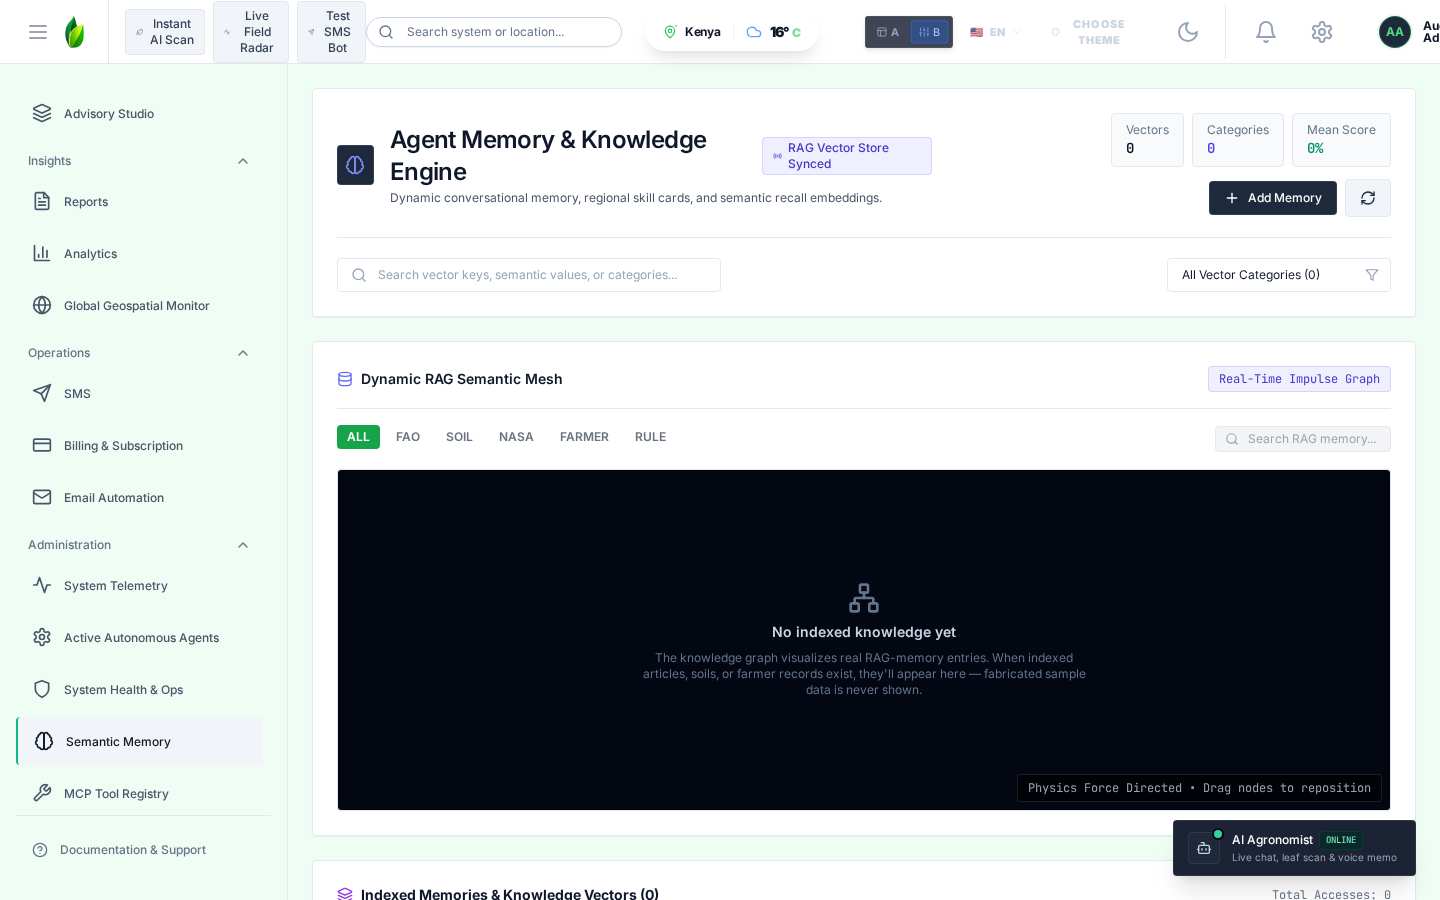 Instant
AI Scan
Live
Field
Radar
Test
SMS
Bot
Search system or location...
Kenya
16° C
A
B
EN
CHOOSE
THEME
AA
Advisory Studio
Insights
Reports
Analytics
Global Geospatial Monitor
Operations
SMS
Billing & Subscription
Email Automation
Administration
System Telemetry
Active Autonomous Agents
System Health & Ops
Semantic Memory
MCP Tool Registry
Documentation & Support
Agent Memory & Knowledge
Engine
RAG Vector Store
Synced
Dynamic conversational memory, regional skill cards, and semantic recall embeddings.
Vectors
0
Categories
0
Mean Score
0%
Add Memory
Search vector keys, semantic values, or categories...
All Vector Categories (0)
Dynamic RAG Semantic Mesh
Real-Time Impulse Graph
ALL
FAO
SOIL
NASA
FARMER
RULE
Search RAG memory...
No indexed knowledge yet
The knowledge graph visualizes real RAG-memory entries. When indexed
articles, soils, or farmer records exist, they'll appear here — fabricated sample
data is never shown.
Physics Force Directed • Drag nodes to reposition
AI Agronomist
ONLINE
Live chat, leaf scan & voice memo
Indexed Memories & Knowledge Vectors (0)
Total Accesses: 0